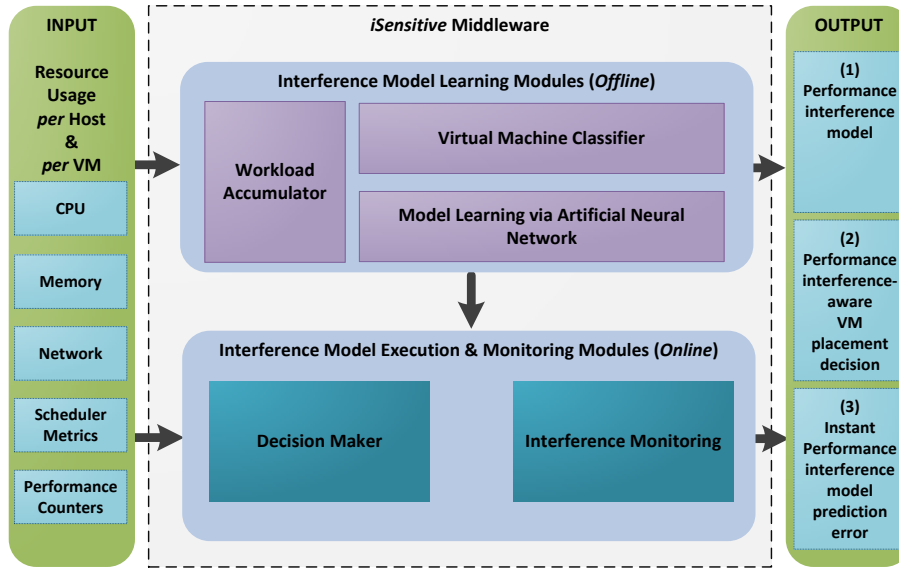 INPUT
Resource
Usage
per Host
&
per VM
CPU
Memory
Network
Scheduler
Metrics
Performance
Counters
iSensitive Middleware
Interference Model Learning Modules (Offline)
Workload
Accumulator
Virtual Machine Classifier
Model Learning via Artificial Neural
Network
Interference Model Execution & Monitoring Modules (Online)
Decision Maker
Interference Monitoring
OUTPUT
(1)
Performance
interference
model
(2)
Performance
interference-
aware
VM
placement
decision
(3)
Instant
Performance
interference
model
prediction
error